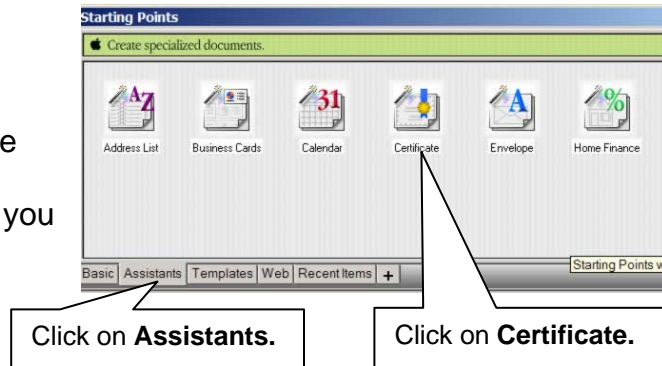 Starting Points
Create specialized documents.
e
you
Address List Business Cards Calendar Certificate Envelope Home Finance
Basic Assistants Templates Web Recent Items +
Starting Points w
Click on Assistants.
Click on Certificate.